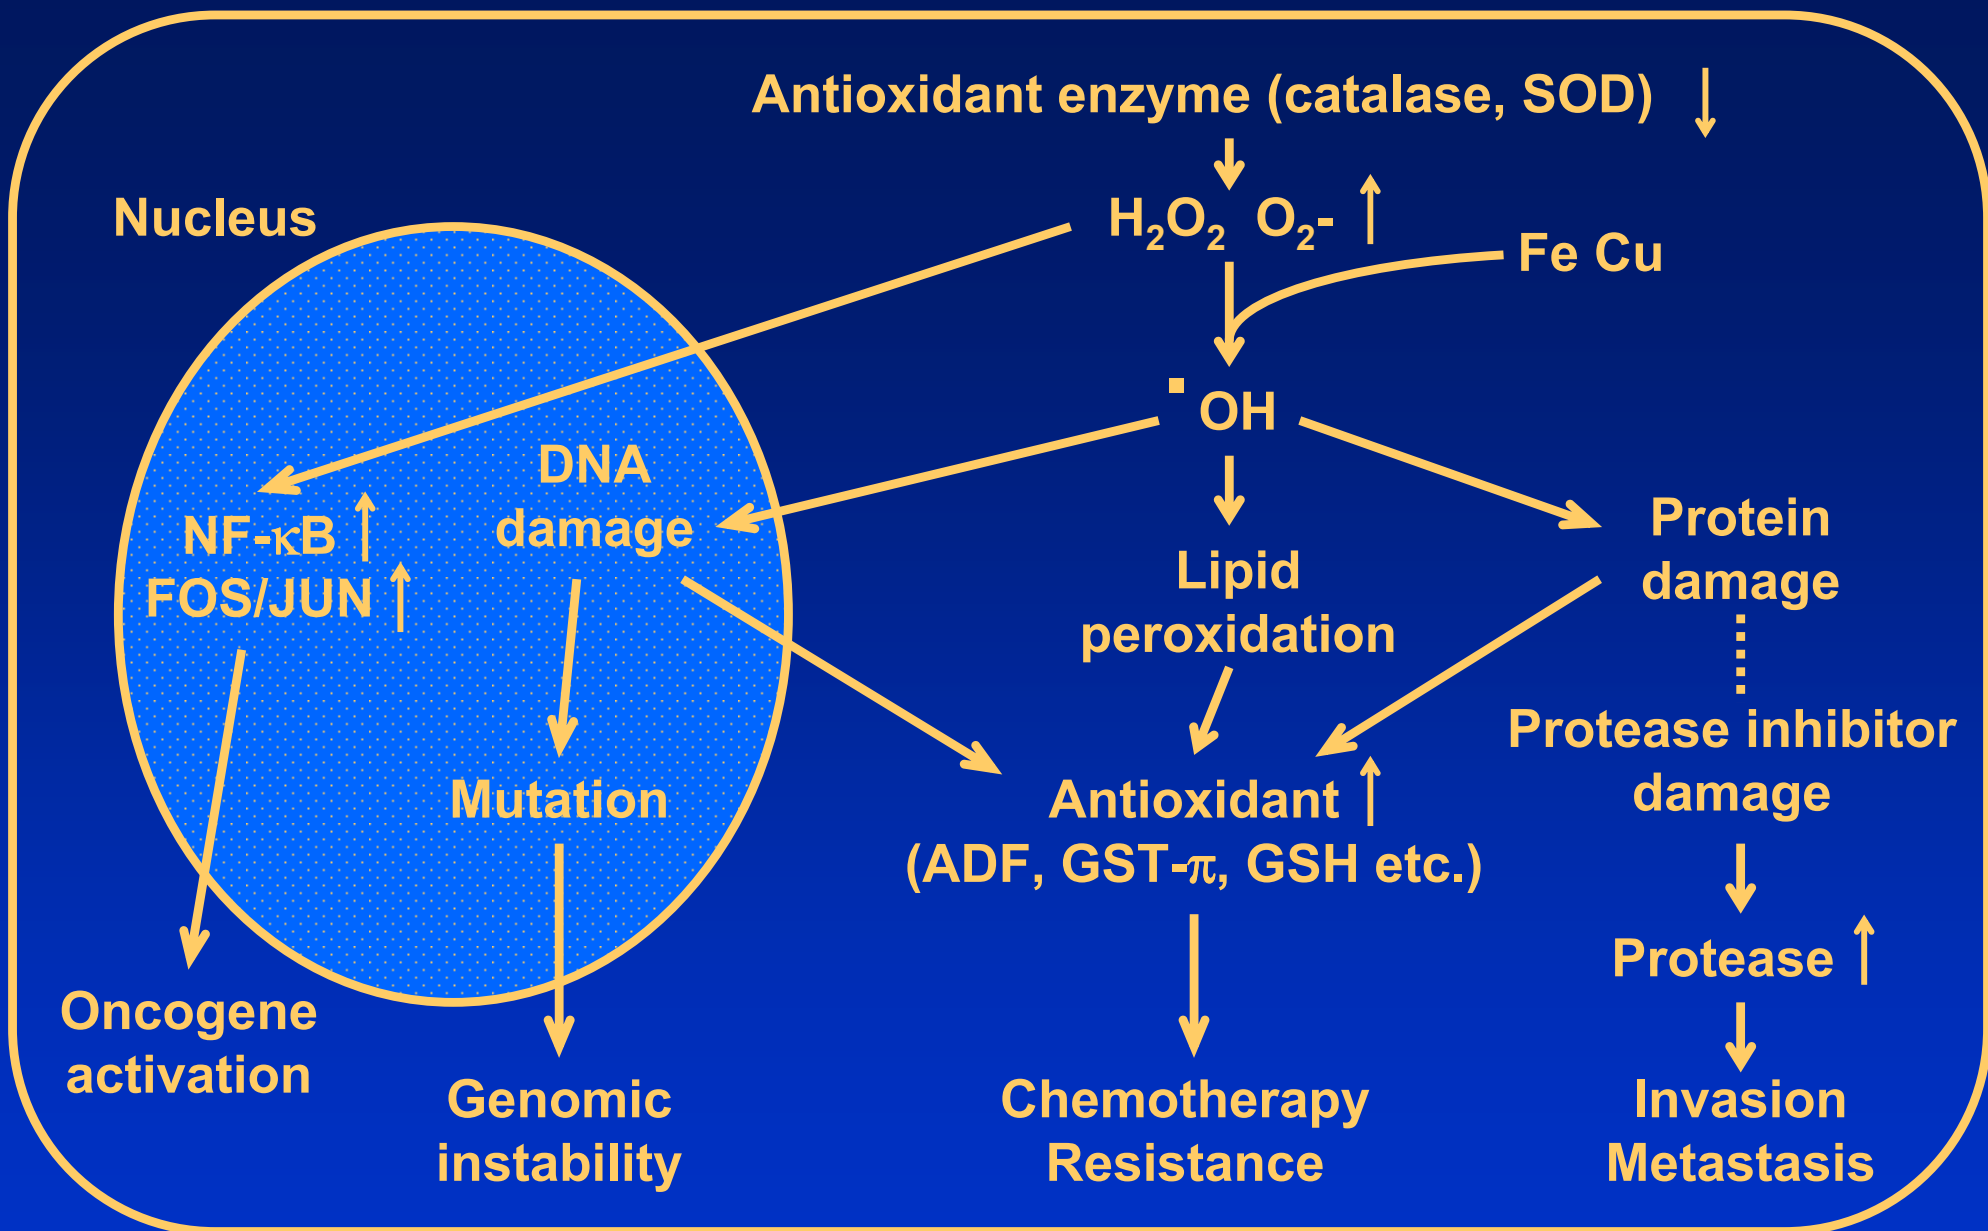 Antioxidant enzyme (catalase, SOD) ↓
Nucleus
H₂O₂ O₂- ↑
Fe Cu
▪OH
DNA
damage
NF-κB ↑
FOS/JUN ↑
Lipid
peroxidation
Protein
damage
Protease inhibitor
damage
Mutation
Antioxidant ↑
(ADF, GST-π, GSH etc.)
Protease ↑
Oncogene
activation
Genomic
instability
Chemotherapy
Resistance
Invasion
Metastasis